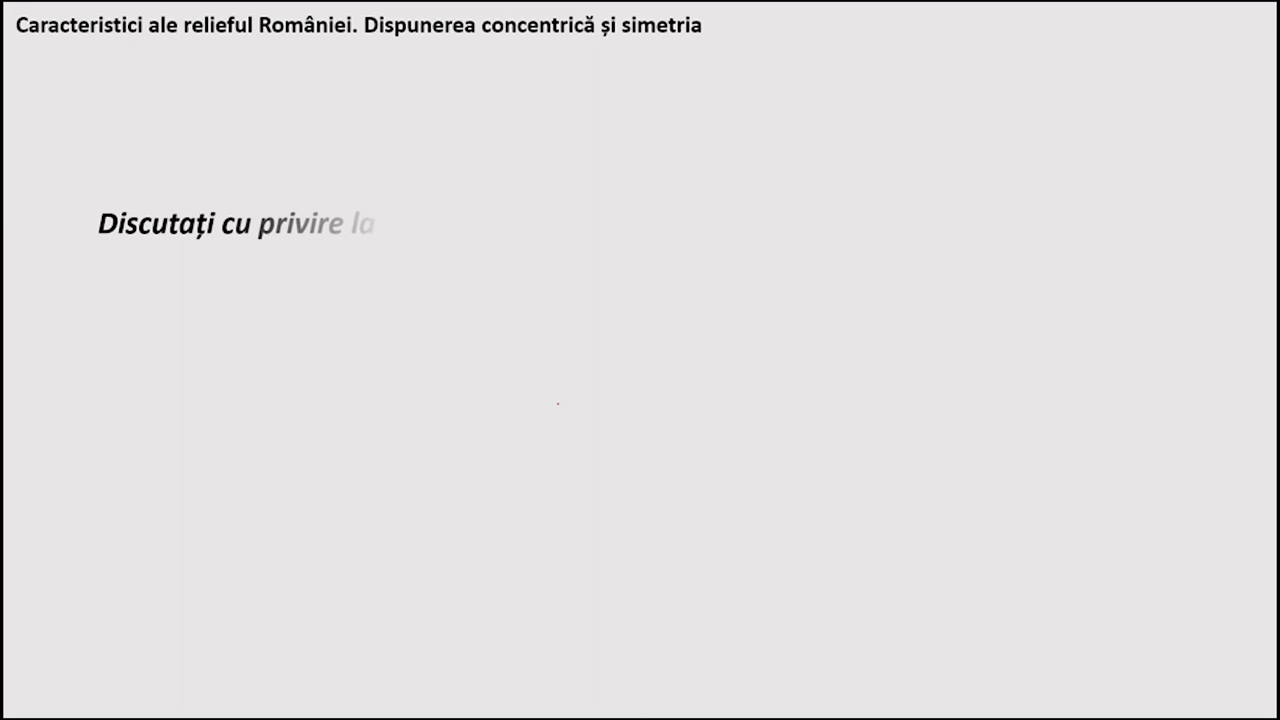 Caracteristici ale relieful României. Dispunerea concentrică și simetria
Discutați cu privire la